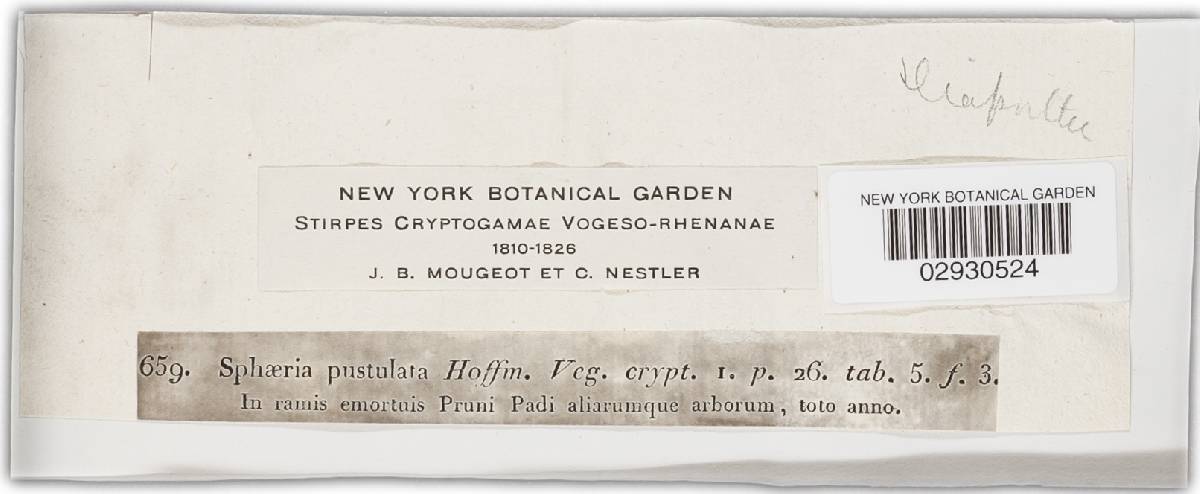 Diaporthe
NEW YORK BOTANICAL GARDEN
STIRPES CRYPTOGAMAE VOGESO-RHENANAE
1810-1826
J. B. MOUGEOT ET C. NESTLER
NEW YORK BOTANICAL GARDEN
02930524
659. Sphæria pustulata Hoffm. Veg. crypt. 1. p. 26. tab. 5. f. 3.
In ramis emortuis Pruni Padi aliarumque arborum, toto anno.